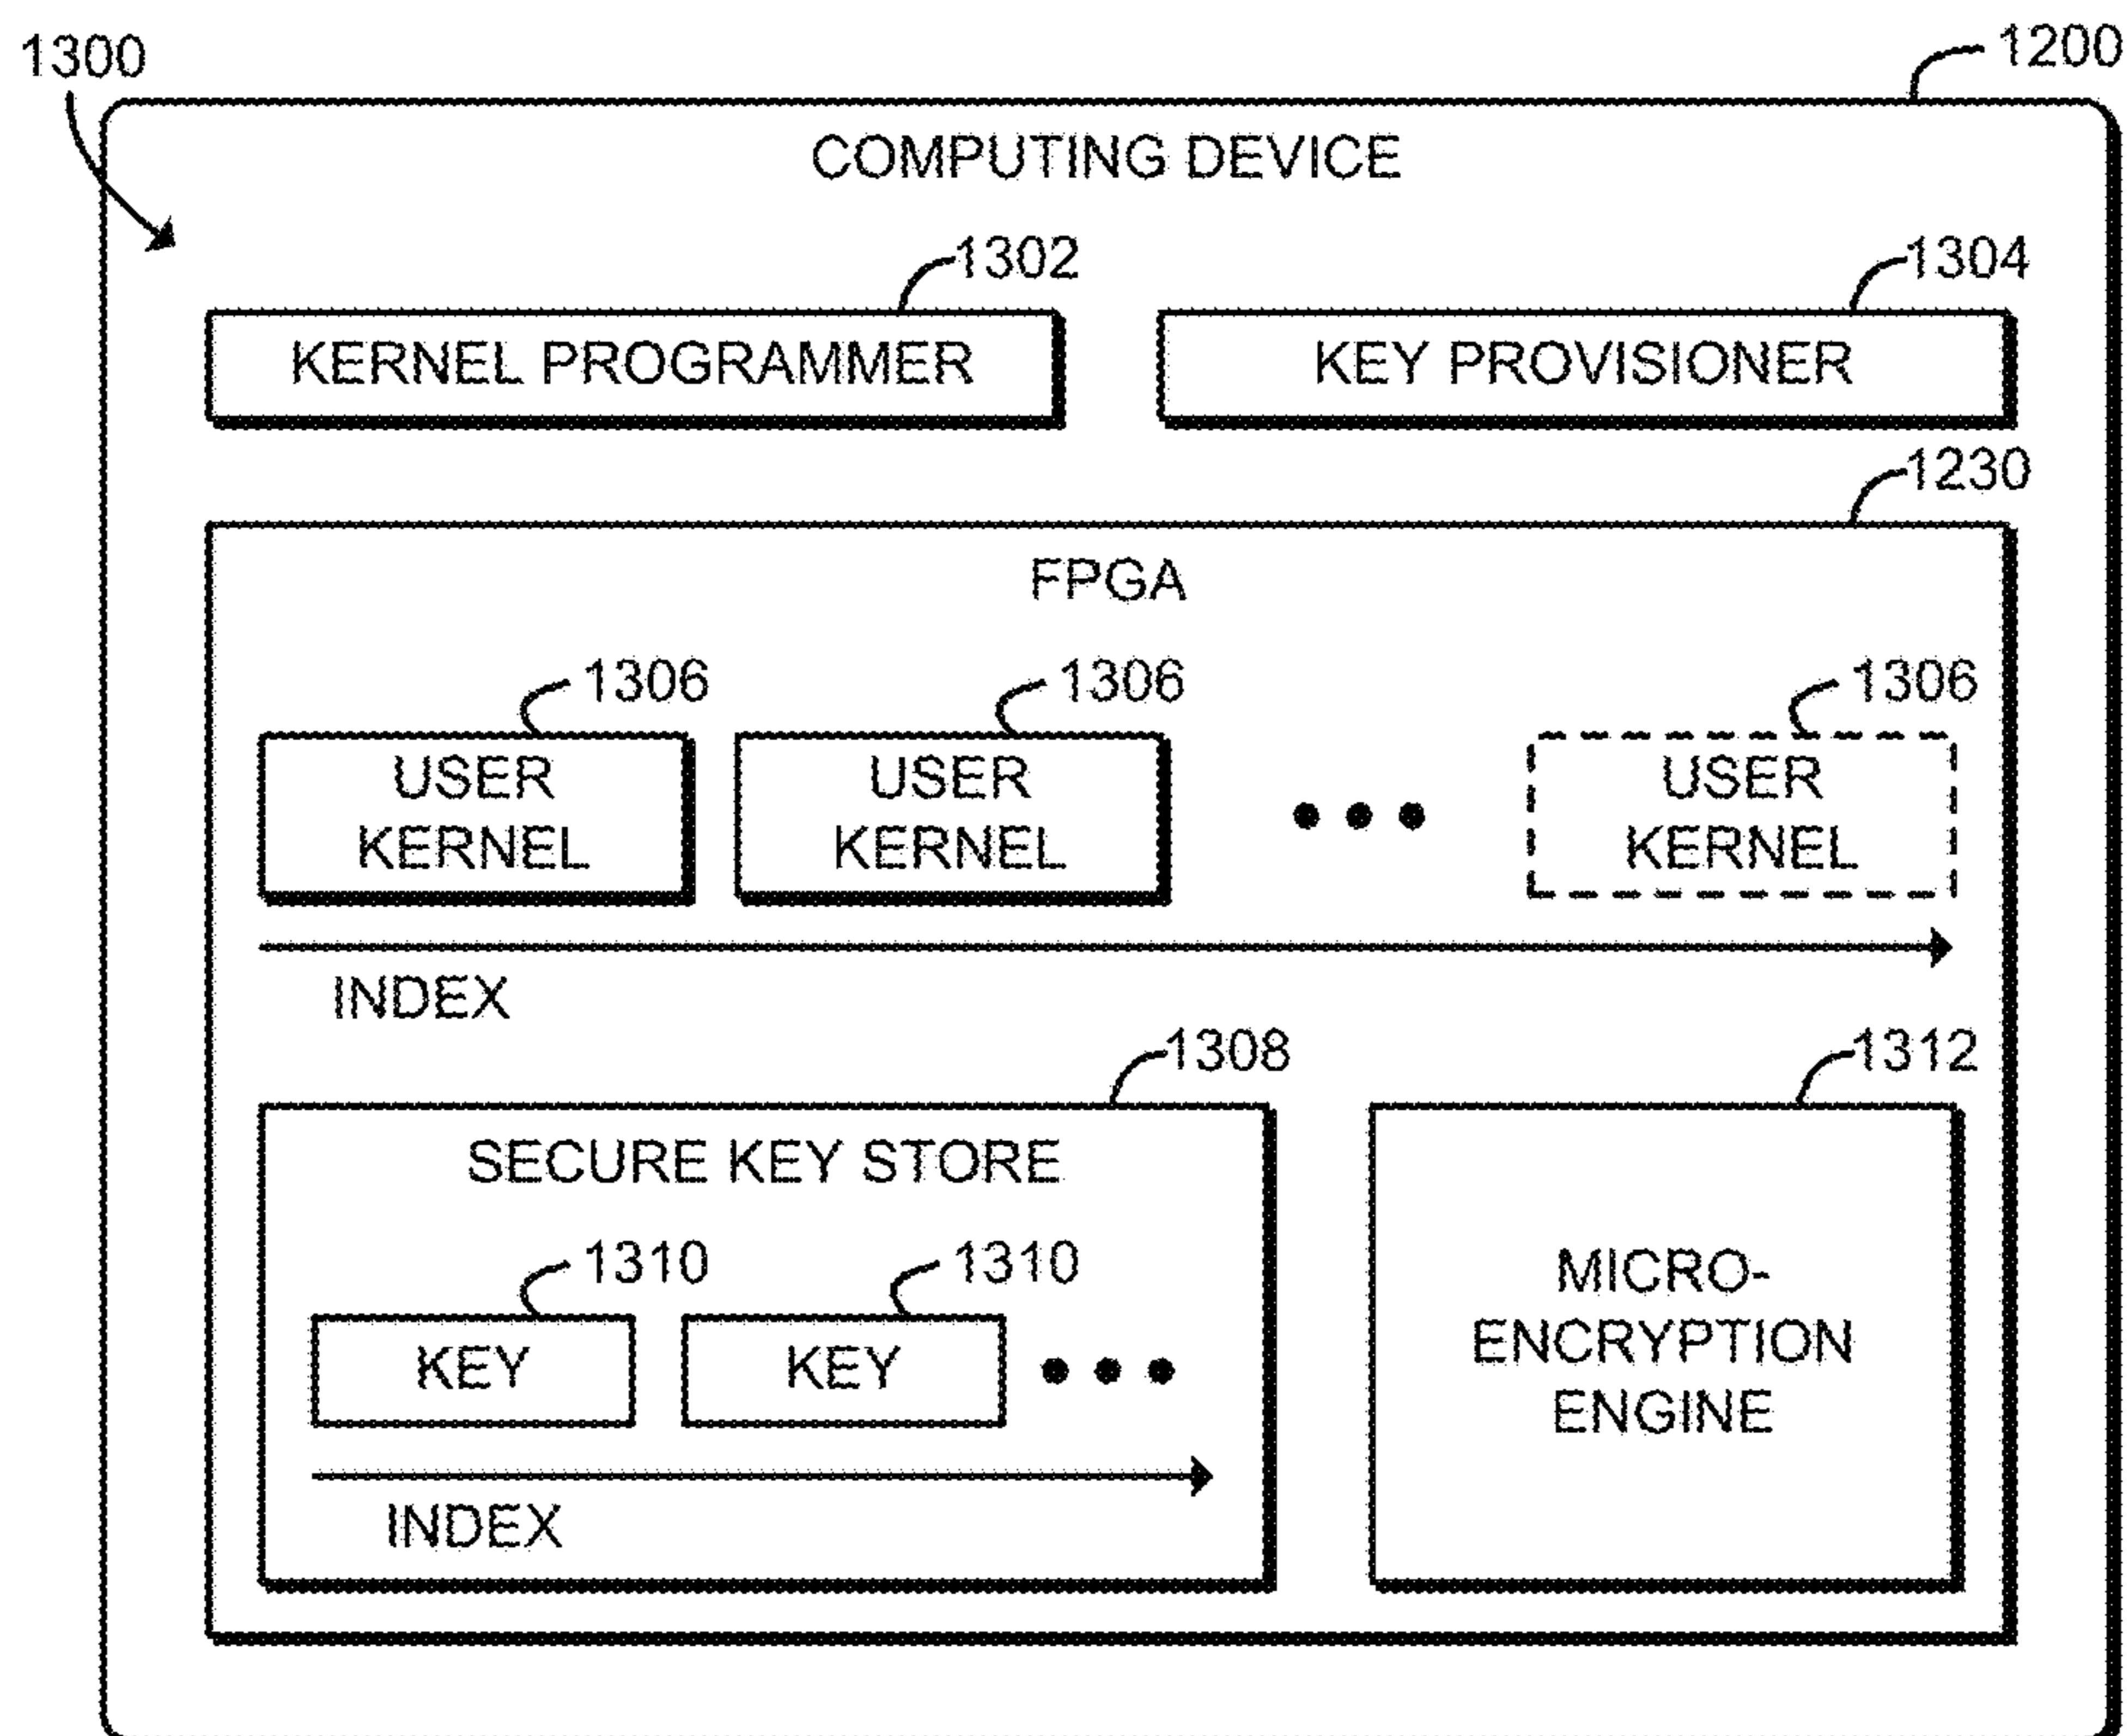 1300
1200
COMPUTING DEVICE
1302
1304
KERNEL PROGRAMMER
KEY PROVISIONER
1230
FPGA
1306
1306
1306
USER
KERNEL
USER
KERNEL
USER
KERNEL
INDEX
1308
1312
SECURE KEY STORE
1310
1310
KEY
KEY
INDEX
MICRO-
ENCRYPTION
ENGINE